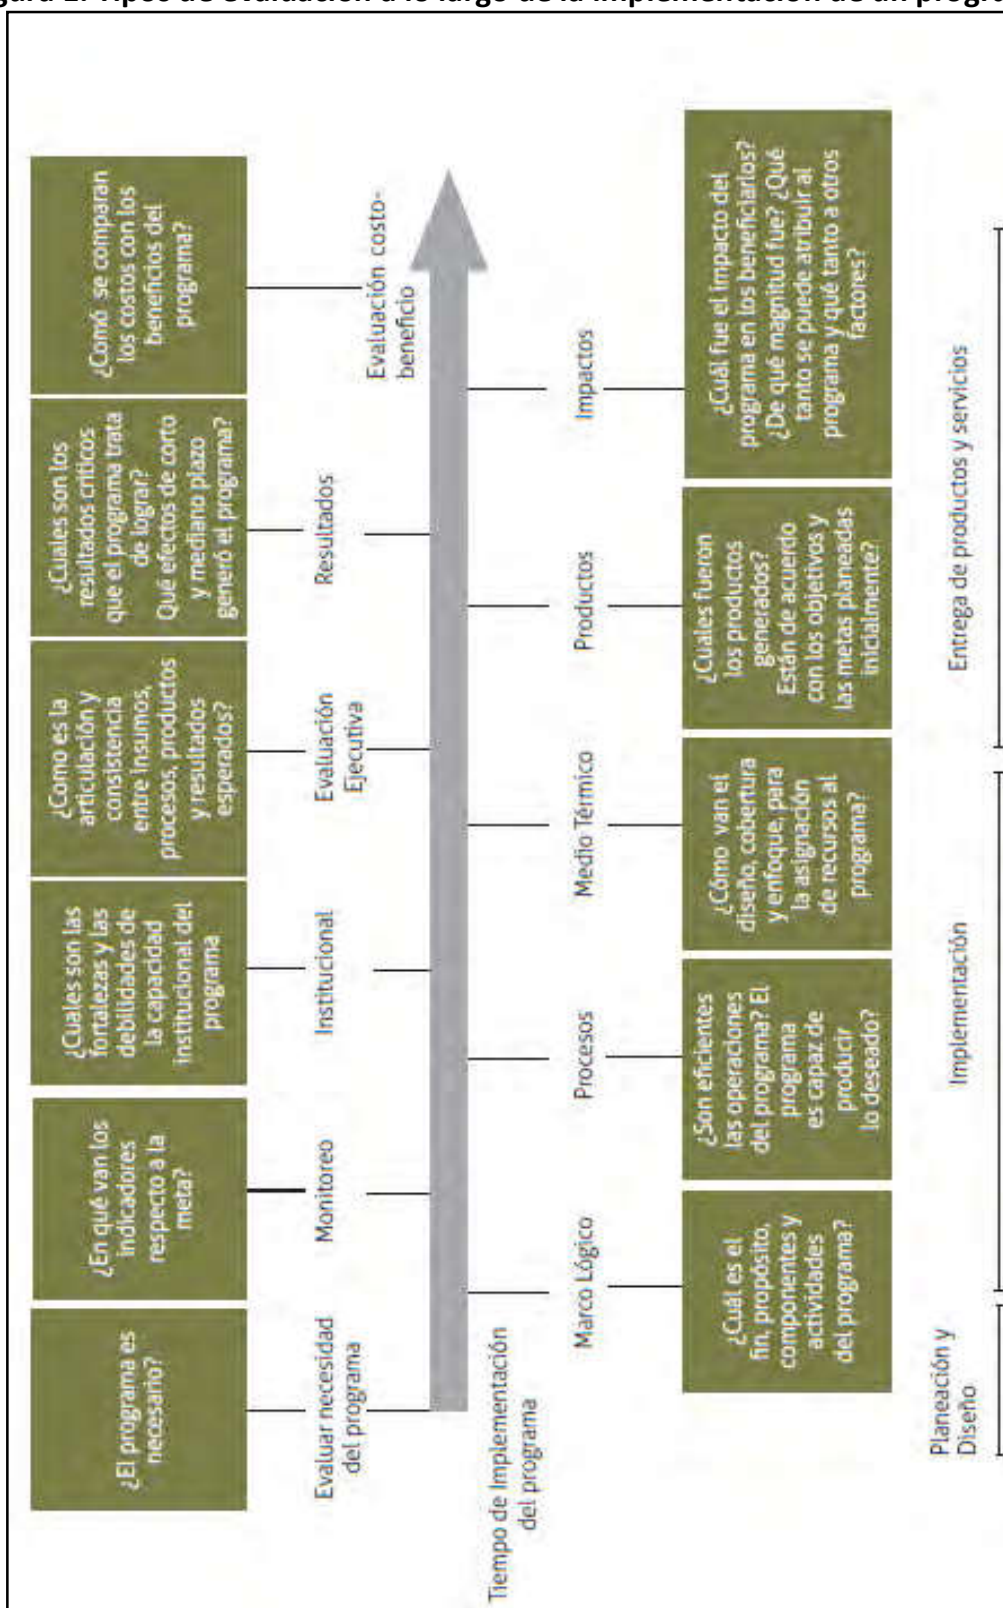 gura 1. Tipos de evaluación a lo largo de la implementación de un progra
¿El programa es
necesario?
¿En qué van los
indicadores
respecto a la
meta?
¿Cuales son las
fortalezas y las
debilidades de
la capacidad
institucional del
programa
¿Como es la
articulación y
consistencia
entre insumos,
procesos, productos
y resultados
esperados?
¿Cuales son los
resultados criticos
que el programa trata
de lograr?
Qué efectos de corto
y mediano plazo
generó el programa?
¿Comó se comparan
los costos con los
beneficios del
programa?
Evaluar necesidad
del programa
Monitoreo
Institucional
Evaluación
Ejecutiva
Resultados
Evaluación costo-
beneficio
Tiempo de Implementación
del programa
Marco Lógico
Procesos
Medio Térmico
Productos
Impactos
¿Cuál es el
fin, propósito,
componentes y
actividades
del programa?
¿Son eficientes
las operaciones
del programa? El
programa
es capaz de
producir
lo deseado?
¿Cómo van el
diseño, cobertura
y enfoque, para
la asignación
de recursos al
programa?
¿Cuales fueron
los productos
generados?
Están de acuerdo
con los objetivos y
las metas planeadas
inicialmente?
¿Cuál fue el impacto del
programa en los beneficiarlos?
¿De qué magnitud fue? ¿Qué
tanto se puede atribuir al
programa y qué tanto a otros
factores?
Planeación y
Diseño
Implementación
Entrega de productos y servicios